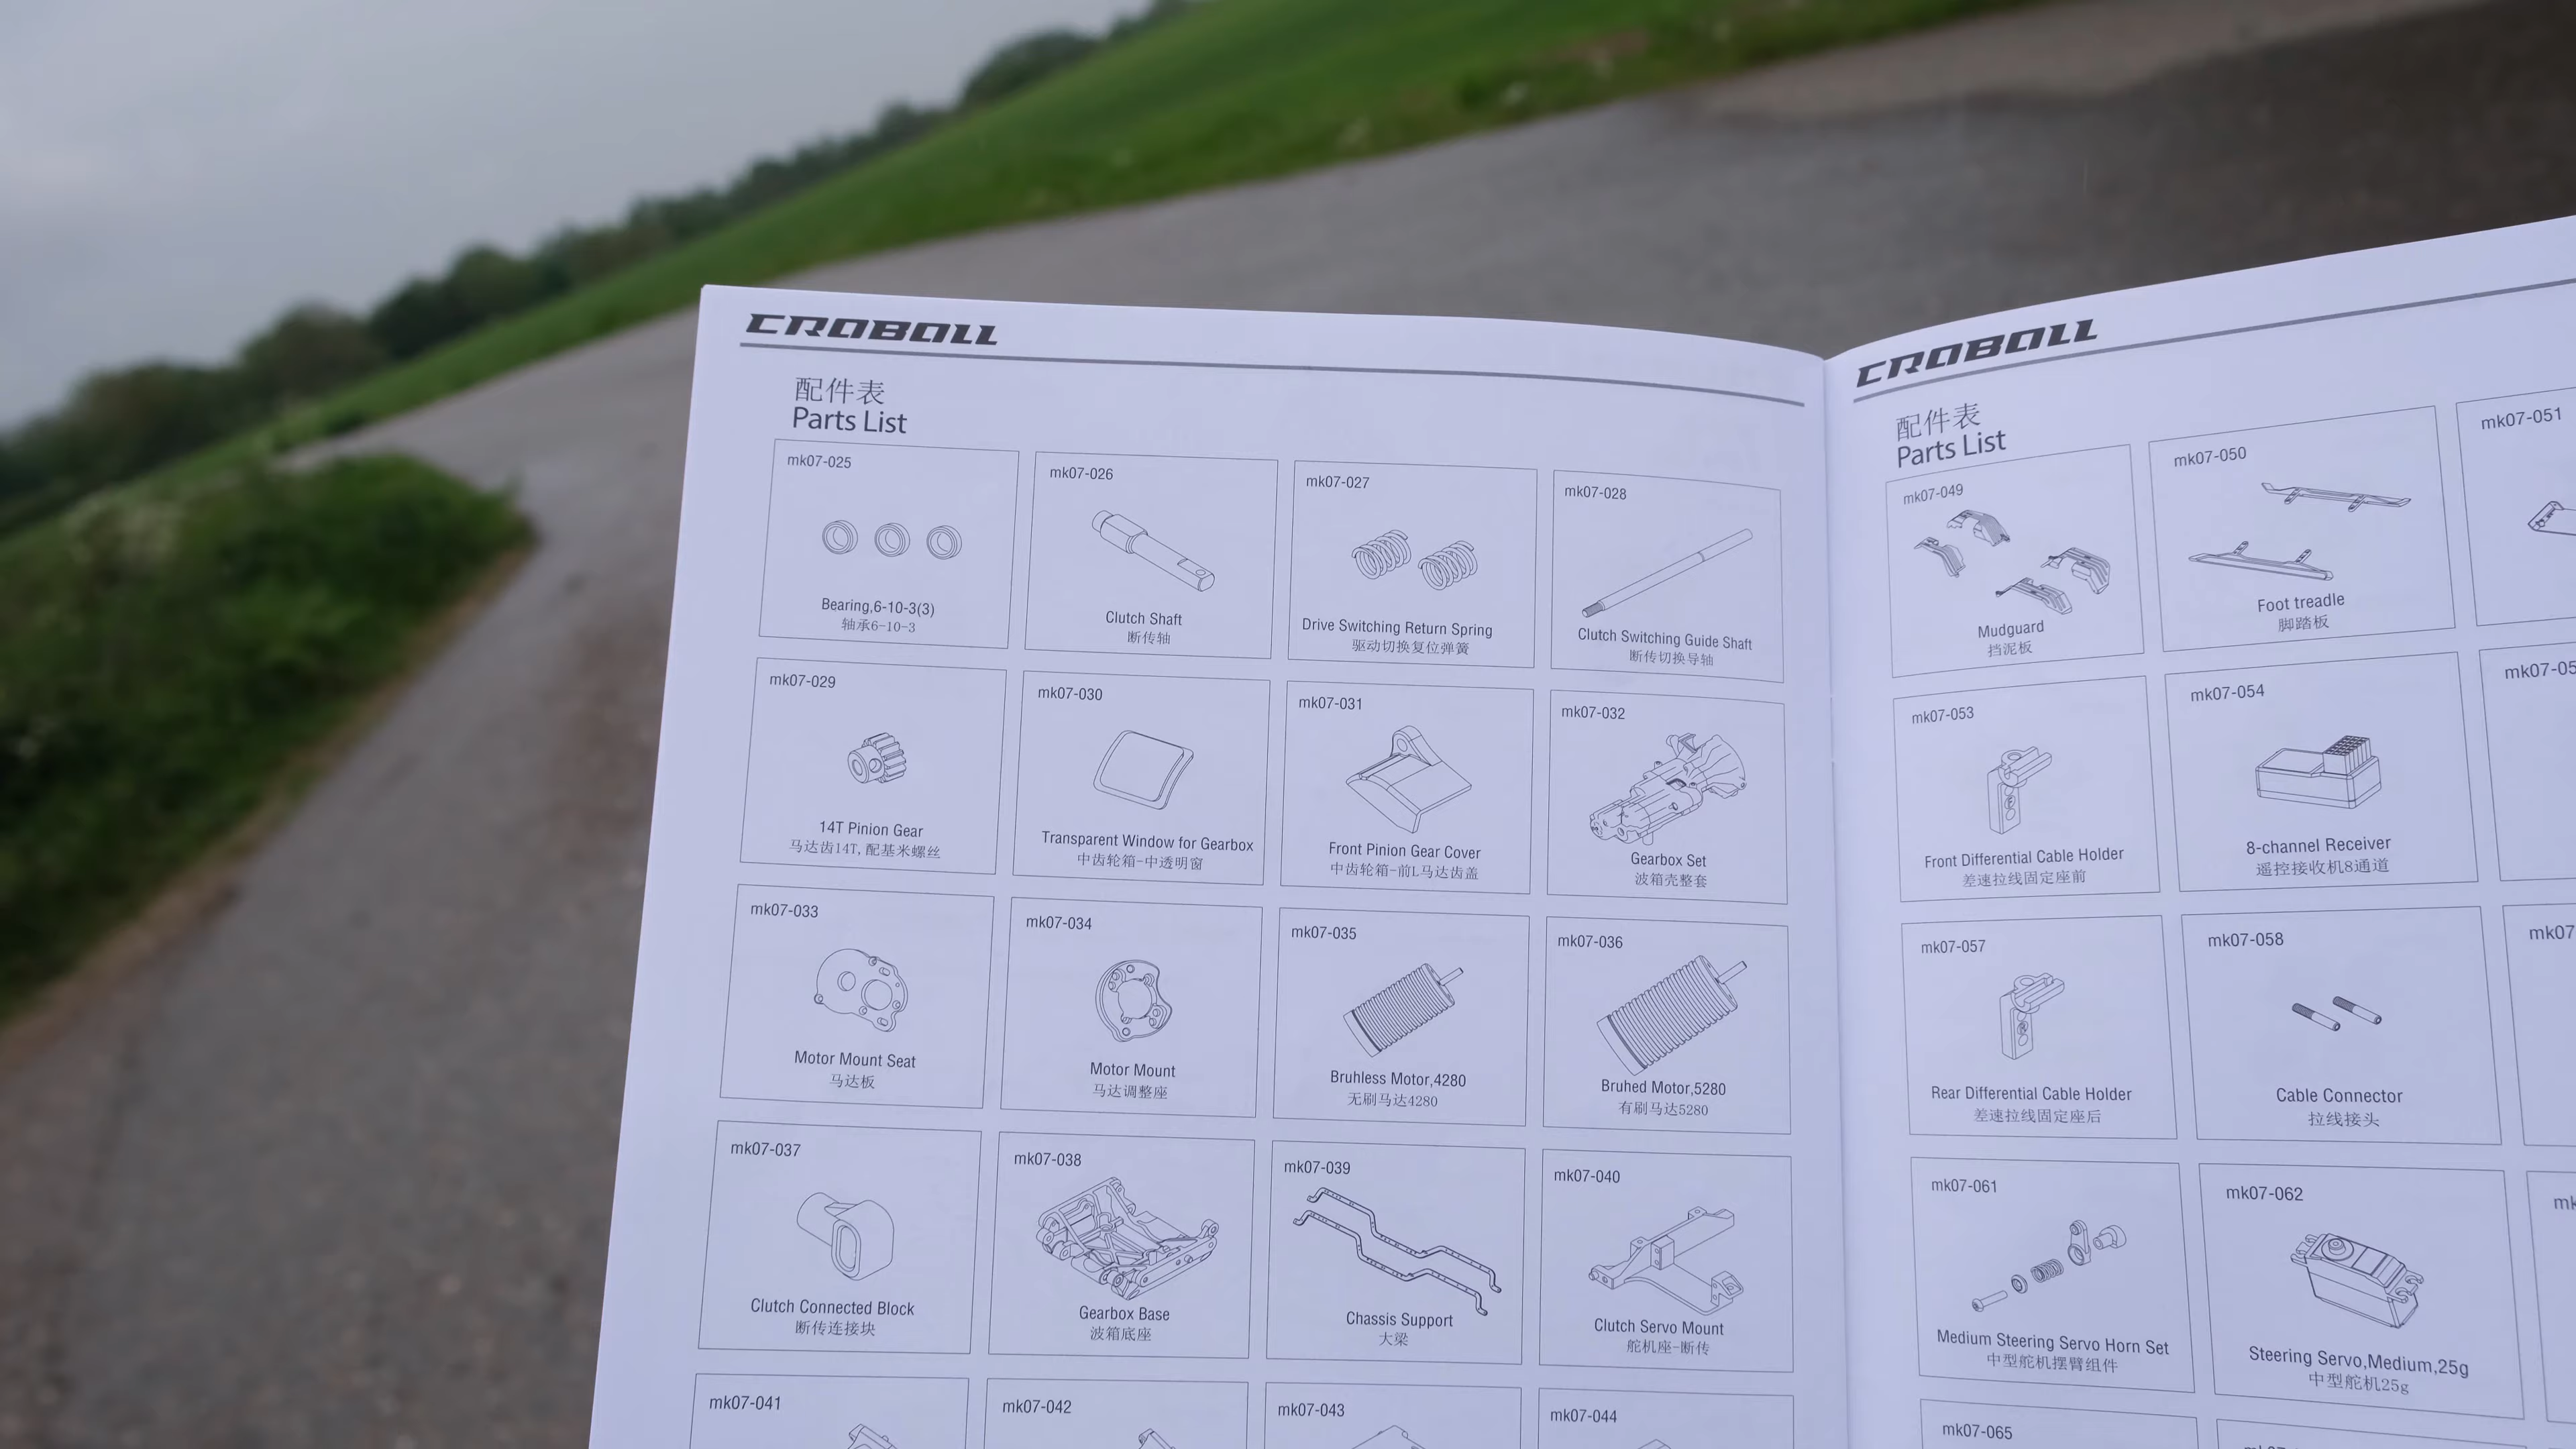 CROBOLL
配件表
Parts List
mk07-025
Bearing,6-10-3(3)
轴承6-10-3
mk07-026
Clutch Shaft
断传轴
mk07-027
Drive Switching Return Spring
驱动切换复位弹簧
mk07-028
Clutch Switching Guide Shaft
断传切换导轴
mk07-029
14T Pinion Gear
马达齿14T,配基米螺丝
mk07-030
Transparent Window for Gearbox
中齿轮箱-中透明窗
mk07-031
Front Pinion Gear Cover
中齿轮箱-前L马达齿盖
mk07-032
Gearbox Set
波箱壳整套
mk07-033
Motor Mount Seat
马达板
mk07-034
Motor Mount
马达调整座
mk07-035
Bruhless Motor,4280
无刷马达4280
mk07-036
Bruhed Motor,5280
有刷马达5280
mk07-037
Clutch Connected Block
断传连接块
mk07-038
Gearbox Base
波箱底座
mk07-039
Chassis Support
大梁
mk07-040
Clutch Servo Mount
舵机座-断传
mk07-041
mk07-042
mk07-043
mk07-044
CROBOLL
配件表
Parts List
mk07-049
Mudguard
挡泥板
mk07-050
Foot treadle
脚踏板
mk07-051
mk07-053
Front Differential Cable Holder
差速拉线固定座前
mk07-054
8-channel Receiver
遥控接收机8通道
mk07-05
mk07-057
Rear Differential Cable Holder
差速拉线固定座后
mk07-058
Cable Connector
拉线接头
mk07
mk07-061
Medium Steering Servo Horn Set
中型舵机摆臂组件
mk07-062
Steering Servo,Medium,25g
中型舵机25g
mk07-065